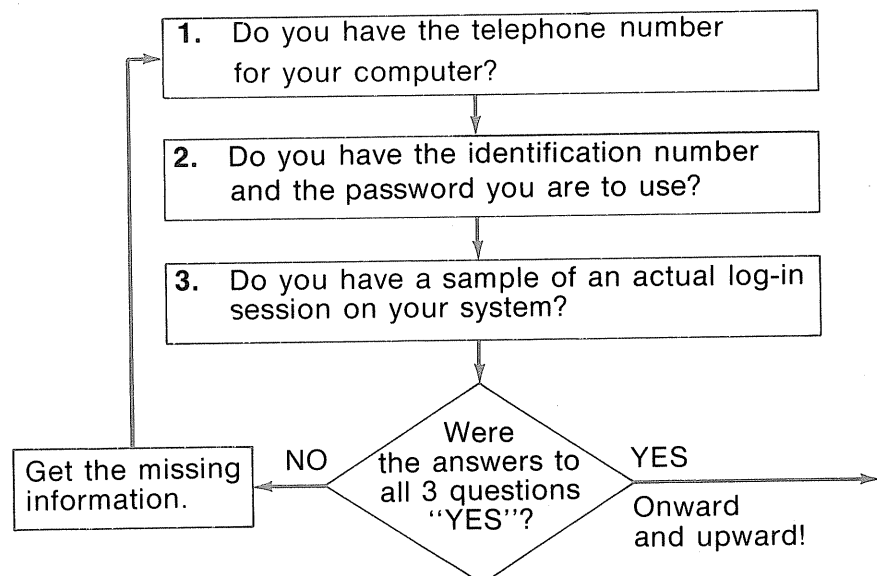 1. Do you have the telephone number
for your computer?
2. Do you have the identification number
and the password you are to use?
3. Do you have a sample of an actual log-in
session on your system?
Were
the answers to
all 3 questions
"YES"?
NO
Get the missing
information.
YES
Onward
and upward!